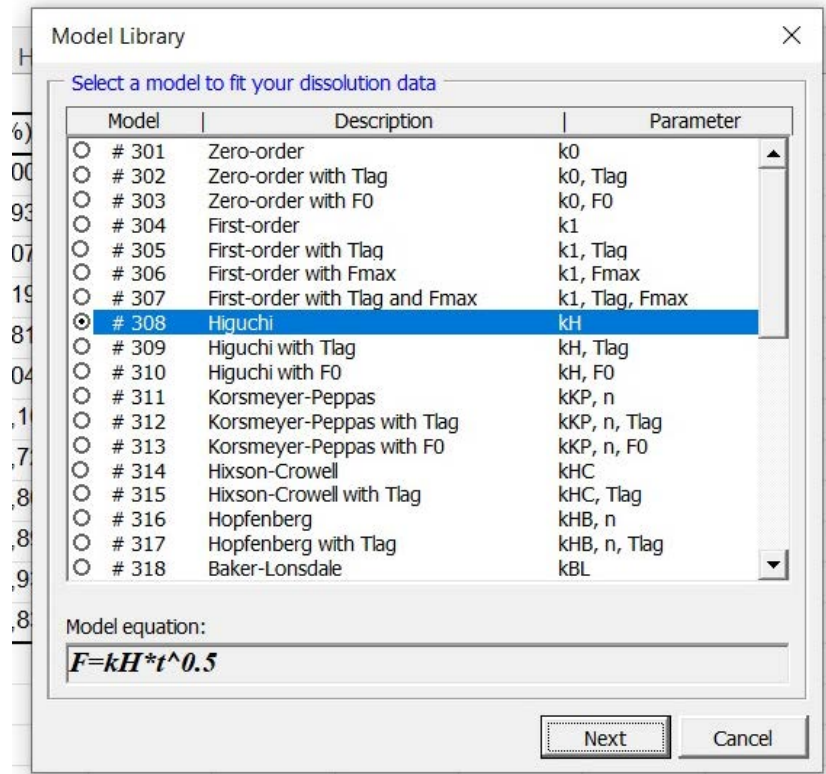 Model Library
H
Select a model to fit your dissolution data
Model | Description | Parameter
%)
# 301 Zero-order k0
# 302 Zero-order with Tlag k0, Tlag
# 303 Zero-order with F0 k0, F0
# 304 First-order k1
# 305 First-order with Tlag k1, Tlag
# 306 First-order with Fmax k1, Fmax
# 307 First-order with Tlag and Fmax k1, Tlag, Fmax
# 308 Higuchi kH
# 309 Higuchi with Tlag kH, Tlag
# 310 Higuchi with F0 kH, F0
# 311 Korsmeyer-Peppas kKP, n
# 312 Korsmeyer-Peppas with Tlag kKP, n, Tlag
# 313 Korsmeyer-Peppas with F0 kKP, n, F0
# 314 Hixson-Crowell kHC
# 315 Hixson-Crowell with Tlag kHC, Tlag
# 316 Hopfenberg kHB, n
# 317 Hopfenberg with Tlag kHB, n, Tlag
# 318 Baker-Lonsdale kBL
Model equation:
F=kH*t^0.5
Next Cancel